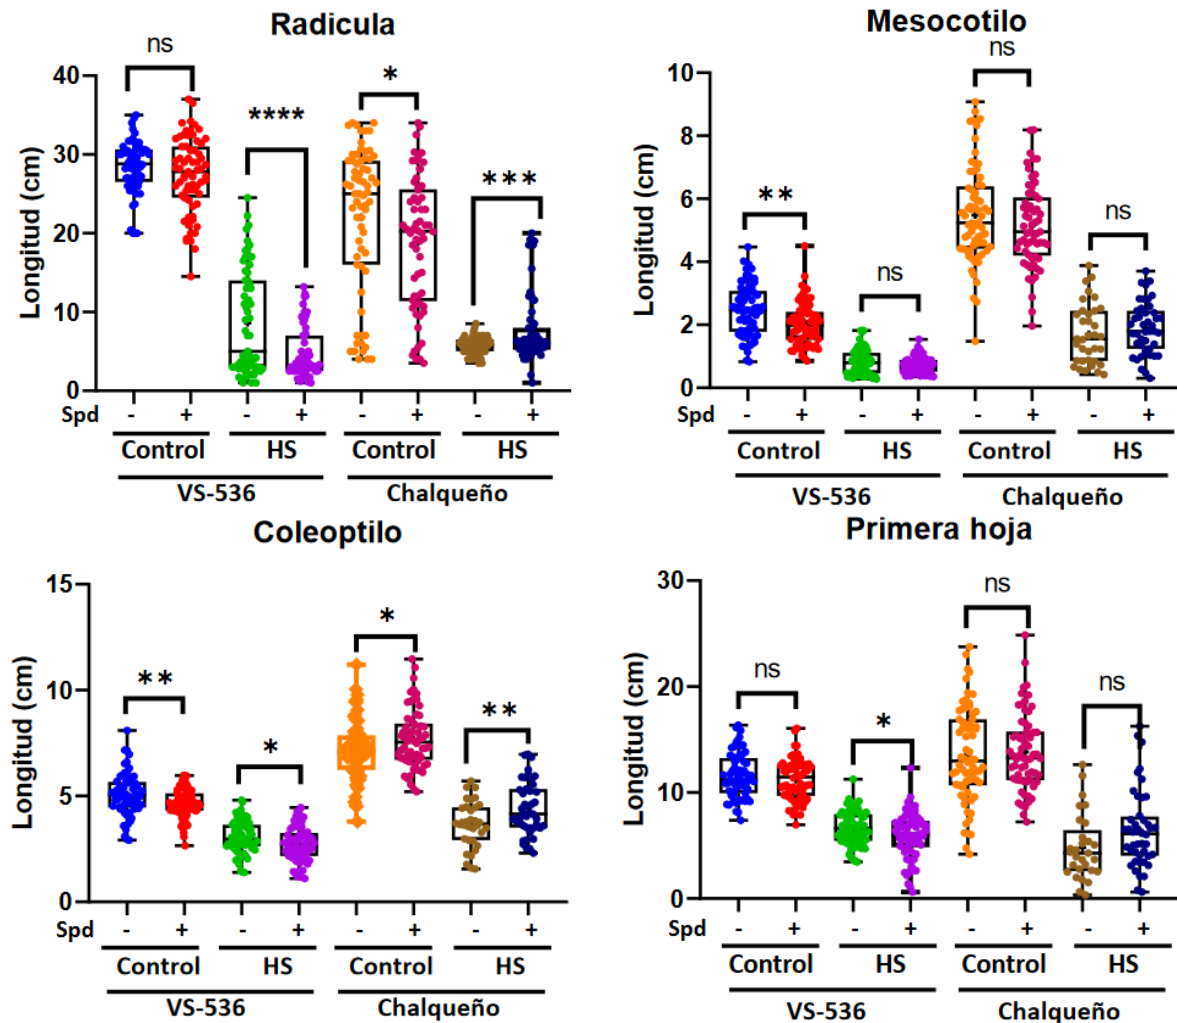 Radicula
Longitud (cm)
40
30
20
10
0
ns
****
*
***
Spd - + - + - + - +
Control HS Control HS
VS-536 Chalqueño
Mesocotilo
Longitud (cm)
10
8
6
4
2
0
**
ns
ns
ns
Spd - + - + - + - +
Control HS Control HS
VS-536 Chalqueño
Coleoptilo
Longitud (cm)
15
10
5
0
**
*
*
**
Spd - + - + - + - +
Control HS Control HS
VS-536 Chalqueño
Primera hoja
Longitud (cm)
30
20
10
0
ns
*
ns
ns
Spd - + - + - + - +
Control HS Control HS
VS-536 Chalqueño